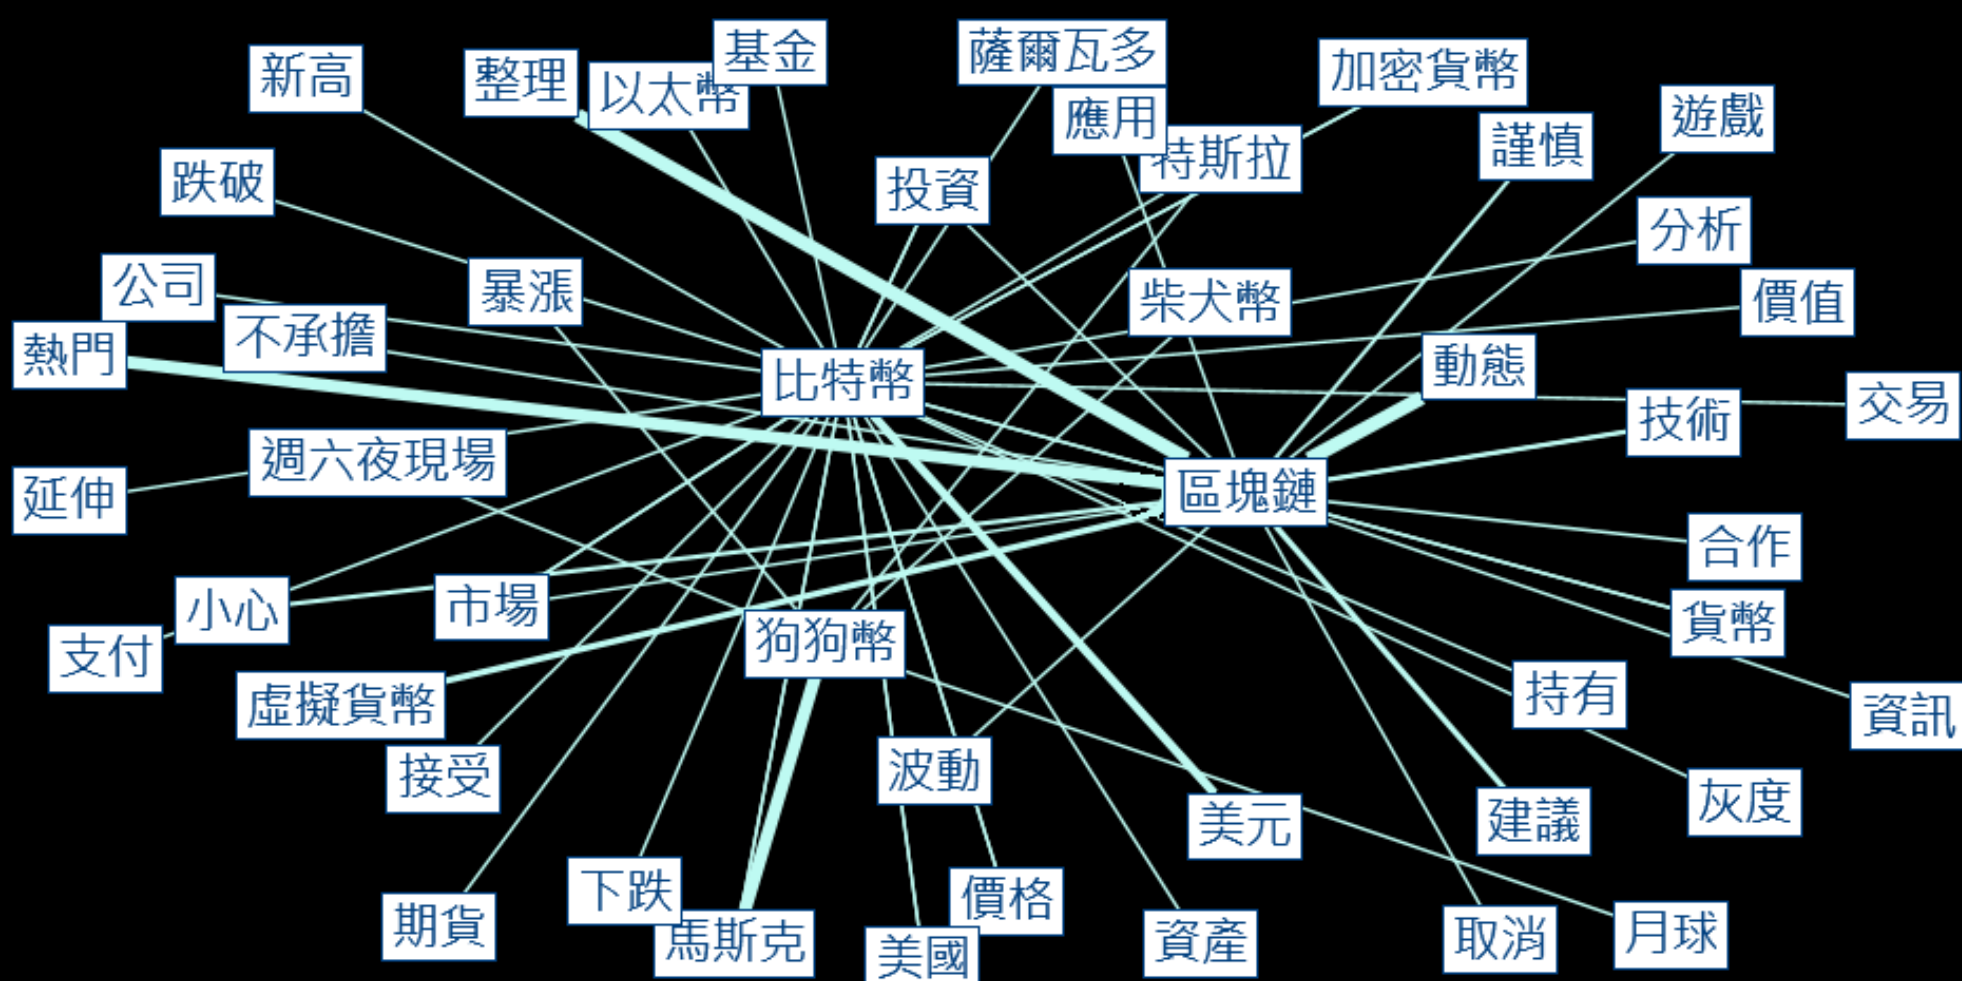 新高
整理
以太幣
基金
薩爾瓦多
加密貨幣
應用
遊戲
跌破
投資
特斯拉
謹慎
分析
公司
暴漲
柴犬幣
價值
熱門
不承擔
比特幣
動態
交易
技術
週六夜現場
延伸
區塊鏈
合作
小心
市場
貨幣
支付
狗狗幣
虛擬貨幣
持有
資訊
接受
波動
美元
建議
灰度
下跌
價格
期貨
馬斯克
美國
資產
取消
月球